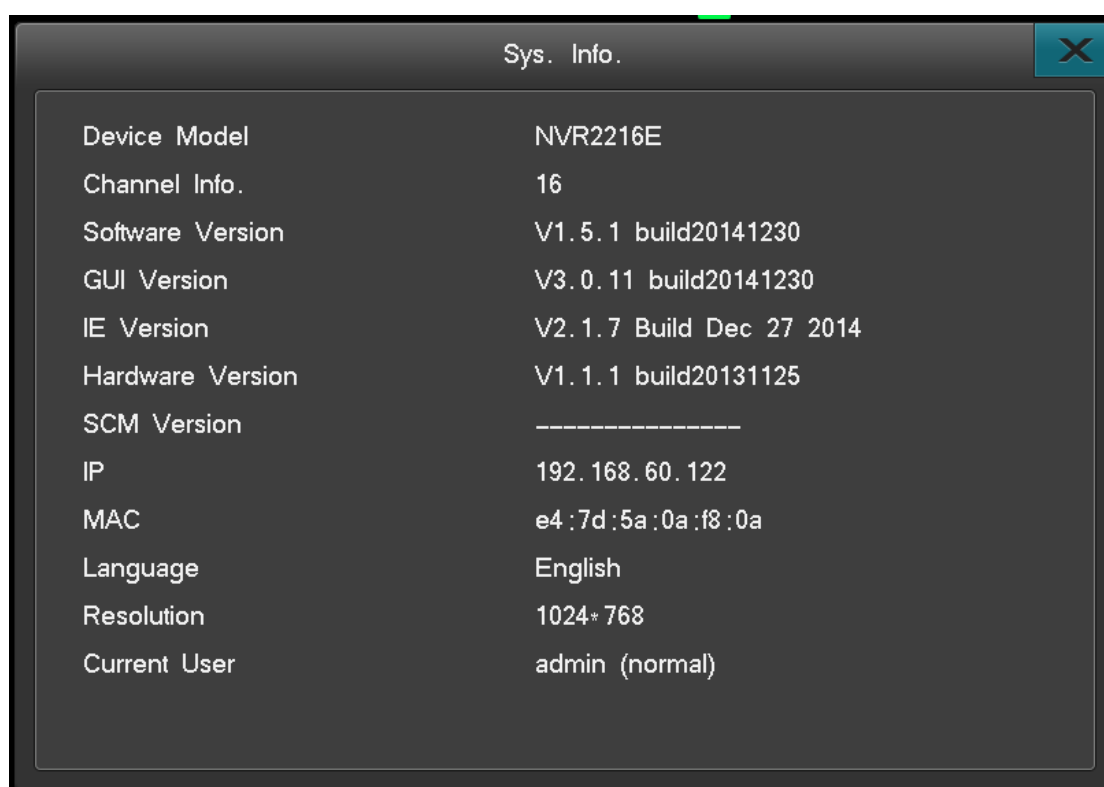 Sys. Info.
Device Model NVR2216E
Channel Info. 16
Software Version V1.5.1 build20141230
GUI Version V3.0.11 build20141230
IE Version V2.1.7 Build Dec 27 2014
Hardware Version V1.1.1 build20131125
SCM Version ---------------
IP 192.168.60.122
MAC e4:7d:5a:0a:f8:0a
Language English
Resolution 1024*768
Current User admin (normal)